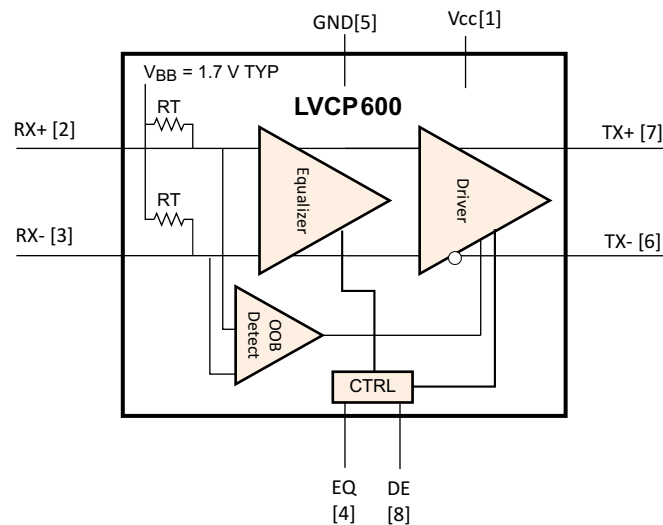 GND[5]
Vcc[1]
VBB = 1.7 V TYP
LVCP600
RT
RX+ [2]
TX+ [7]
Equalizer
Driver
RT
RX- [3]
TX- [6]
OOB
Detect
CTRL
EQ
[4]
DE
[8]